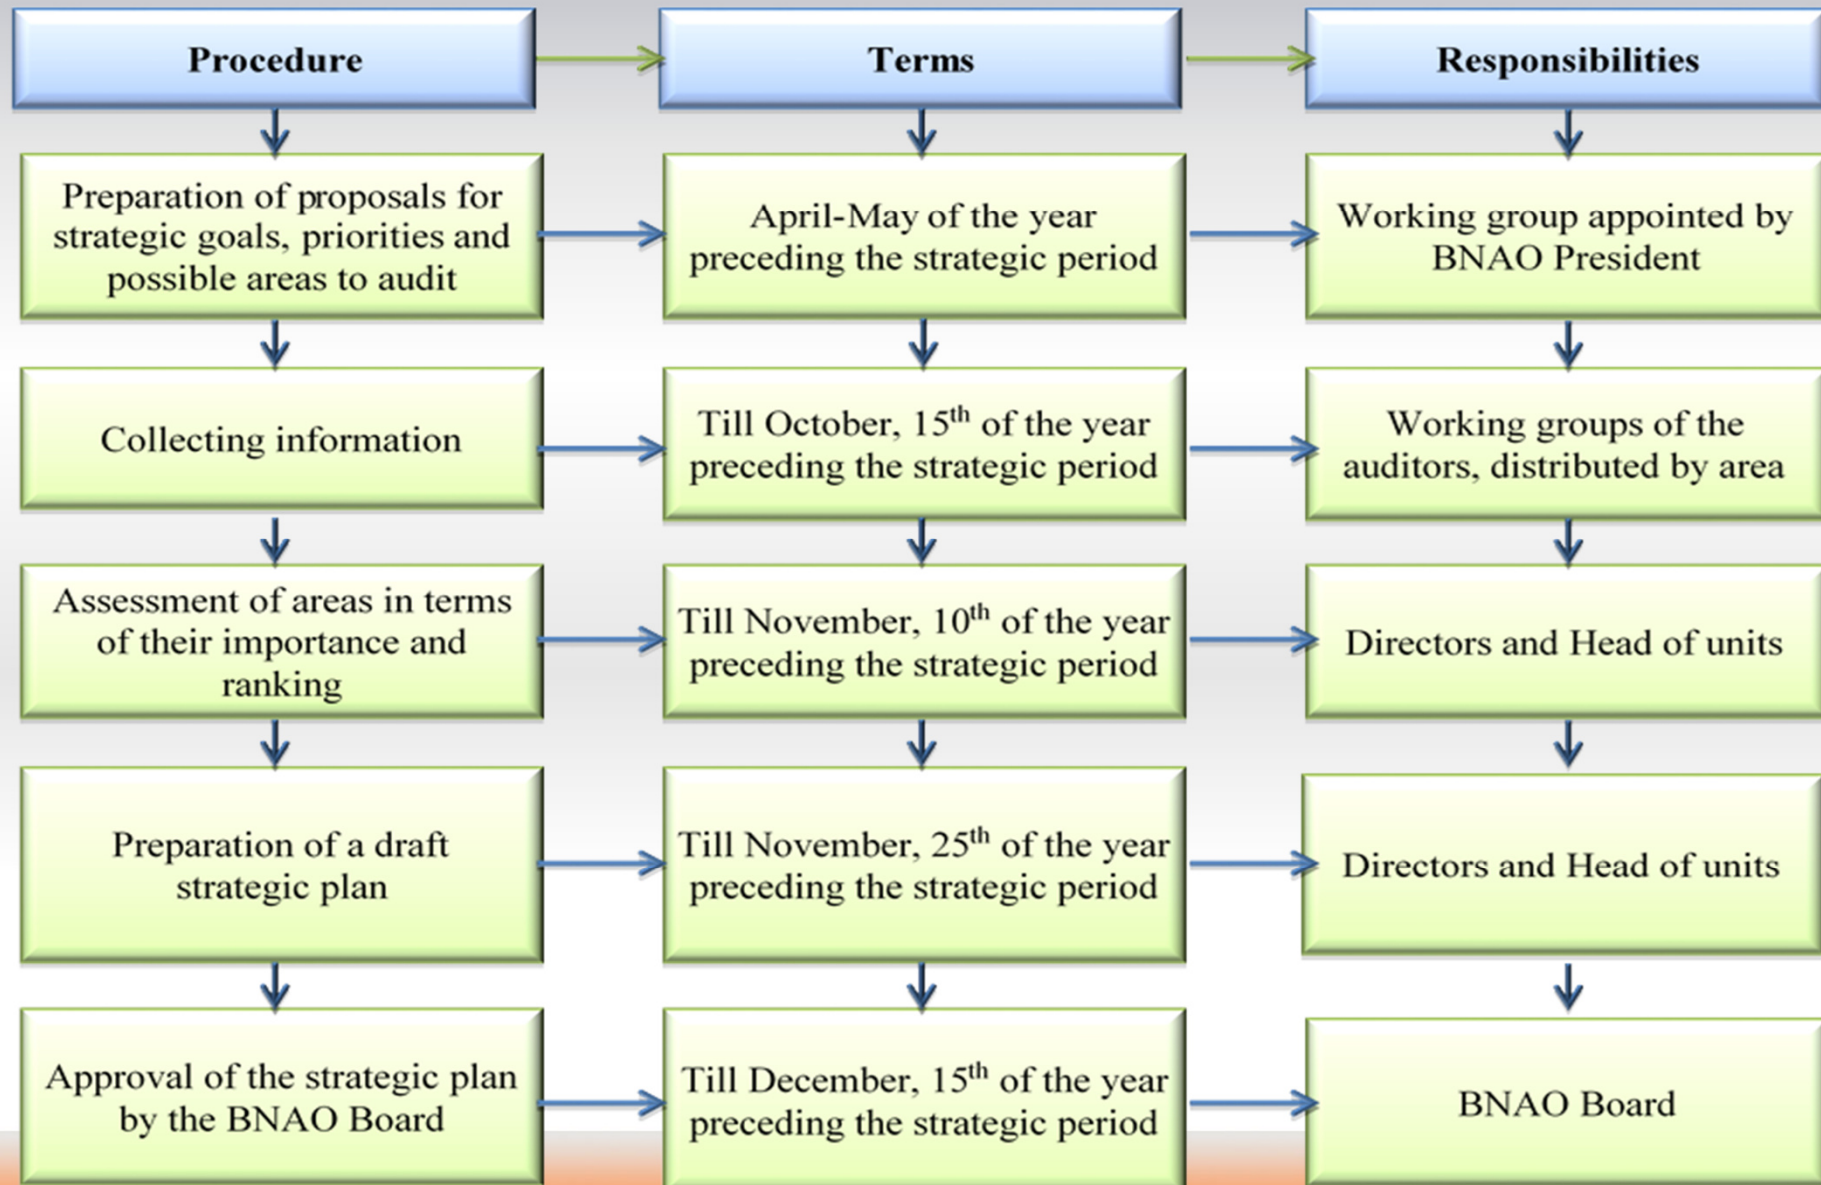 Procedure
Terms
Responsibilities
Preparation of proposals for
strategic goals, priorities and
possible areas to audit
April-May of the year
preceding the strategic period
Working group appointed by
BNAO President
Collecting information
Till October, 15th of the year
preceding the strategic period
Working groups of the
auditors, distributed by area
Assessment of areas in terms
of their importance and
ranking
Till November, 10th of the year
preceding the strategic period
Directors and Head of units
Preparation of a draft
strategic plan
Till November, 25th of the year
preceding the strategic period
Directors and Head of units
Approval of the strategic plan
by the BNAO Board
Till December, 15th of the year
preceding the strategic period
BNAO Board